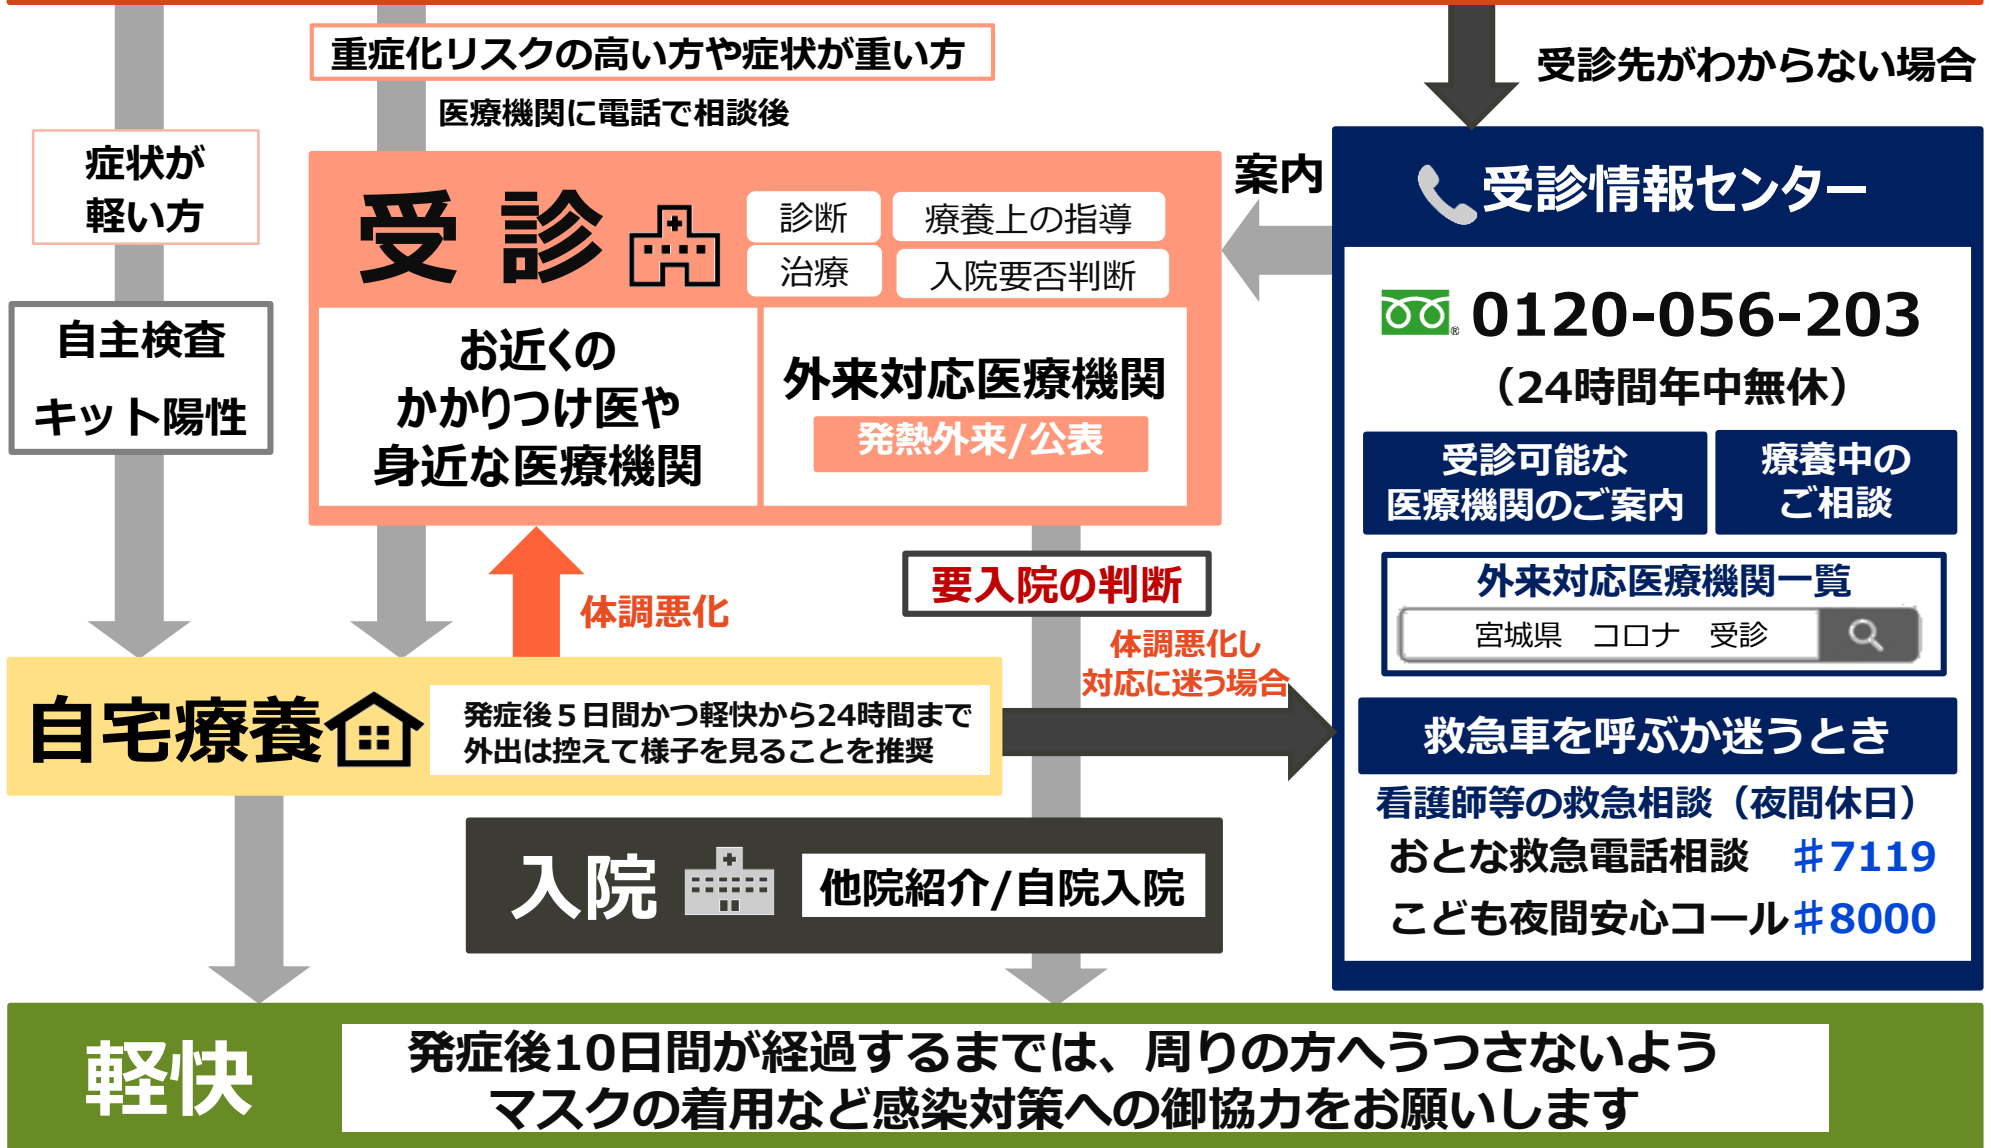 重症化リスクの高い方や症状が重い方
医療機関に電話で相談後
受診先がわからない場合
症状が
軽い方
自主検査
キット陽性
受診
診断
療養上の指導
治療
入院要否判断
お近くの
かかりつけ医や
身近な医療機関
外来対応医療機関
発熱外来/公表
案内
受診情報センター
0120-056-203
（24時間年中無休）
受診可能な
医療機関のご案内
療養中の
ご相談
外来対応医療機関一覧
宮城県 コロナ 受診
救急車を呼ぶか迷うとき
看護師等の救急相談（夜間休日）
おとな救急電話相談 ♯7119
こども夜間安心コール♯8000
体調悪化
要入院の判断
体調悪化し
対応に迷う場合
自宅療養
発症後５日間かつ軽快から24時間まで
外出は控えて様子を見ることを推奨
入院
他院紹介/自院入院
軽快
発症後10日間が経過するまでは、周りの方へうつさないよう
マスクの着用など感染対策への御協力をお願いします